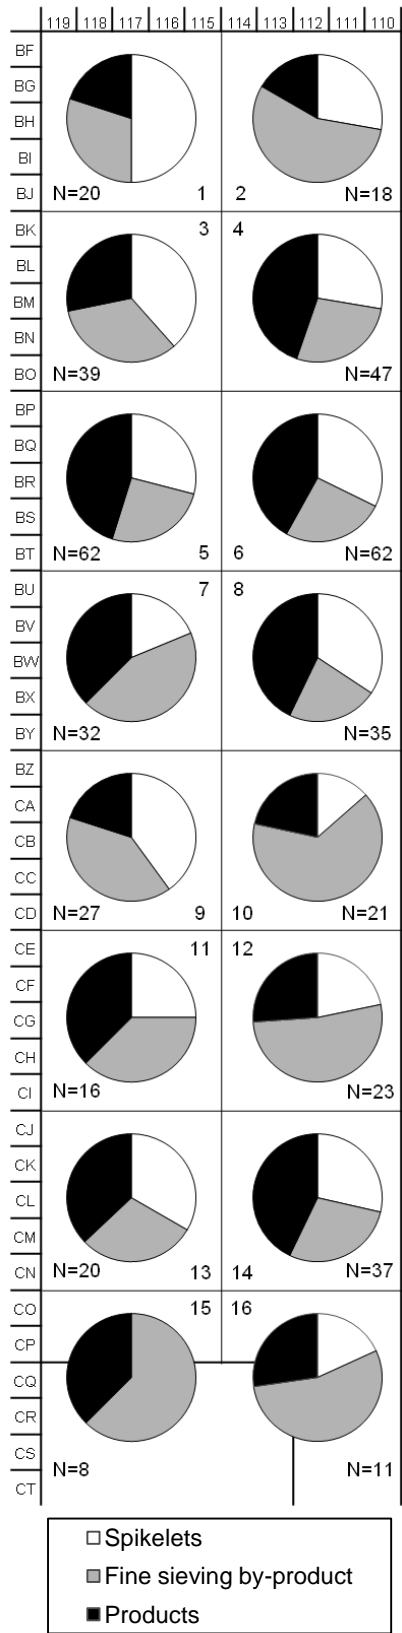 119 118 117 116 115 114 113 112 111 110
BF
BG
BH
BI
BJ N=20 1 2 N=18
BK 3 4
BL
BM
BN
BO N=39 N=47
BP
BQ
BR
BS
BT N=62 5 6 N=62
BU 7 8
BV
BW
BX
BY N=32 N=35
BZ
CA
CB
CC
CD N=27 9 10 N=21
CE 11 12
CF
CG
CH
CI N=16 N=23
CJ
CK
CL
CM
CN N=20 13 14 N=37
CO 15 16
CP
CQ
CR
CS N=8 N=11
CT
Spikelets
Fine sieving by-product
Products